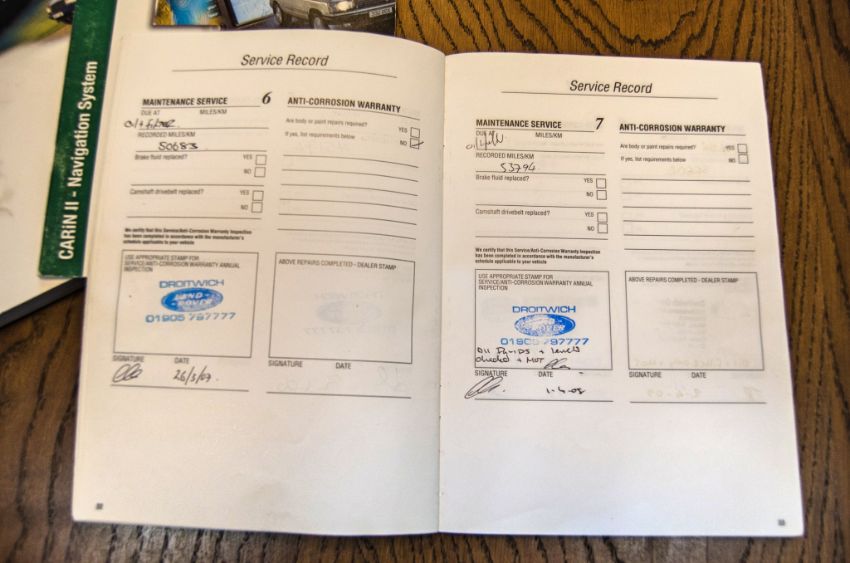 CARiN II - Navigation System
Service Record
MAINTENANCE SERVICE 6
DUE AT MILES/KM
RECORDED MILES/KM
50683
Brake fluid replaced? YES
NO
Camshaft drivebelt replaced? YES
NO
We certify that this Service/Anti-Corrosion Warranty Inspection
has been completed in accordance with the manufacturer's
schedule applicable to your vehicle
USE APPROPRIATE STAMP FOR
SERVICE/ANTI-CORROSION WARRANTY ANNUAL
INSPECTION
DROITWICH
LAND
ROVER
01905 797777
SIGNATURE DATE
26/3/07
ANTI-CORROSION WARRANTY
Are body or paint repairs required? YES
If yes, list requirements below NO
ABOVE REPAIRS COMPLETED - DEALER STAMP
SIGNATURE DATE
Service Record
MAINTENANCE SERVICE 7
DUE AT MILES/KM
RECORDED MILES/KM
53794
Brake fluid replaced? YES
NO
Camshaft drivebelt replaced? YES
NO
We certify that this Service/Anti-Corrosion Warranty Inspection
has been completed in accordance with the manufacturer's
schedule applicable to your vehicle
USE APPROPRIATE STAMP FOR
SERVICE/ANTI-CORROSION WARRANTY ANNUAL
INSPECTION
DROITWICH
ROVER
01905 797777
Oil Fluids + levels
checked + MOT
SIGNATURE DATE
ANTI-CORROSION WARRANTY
Are body or paint repairs required? YES
If yes, list requirements below NO
ABOVE REPAIRS COMPLETED - DEALER STAMP
SIGNATURE DATE